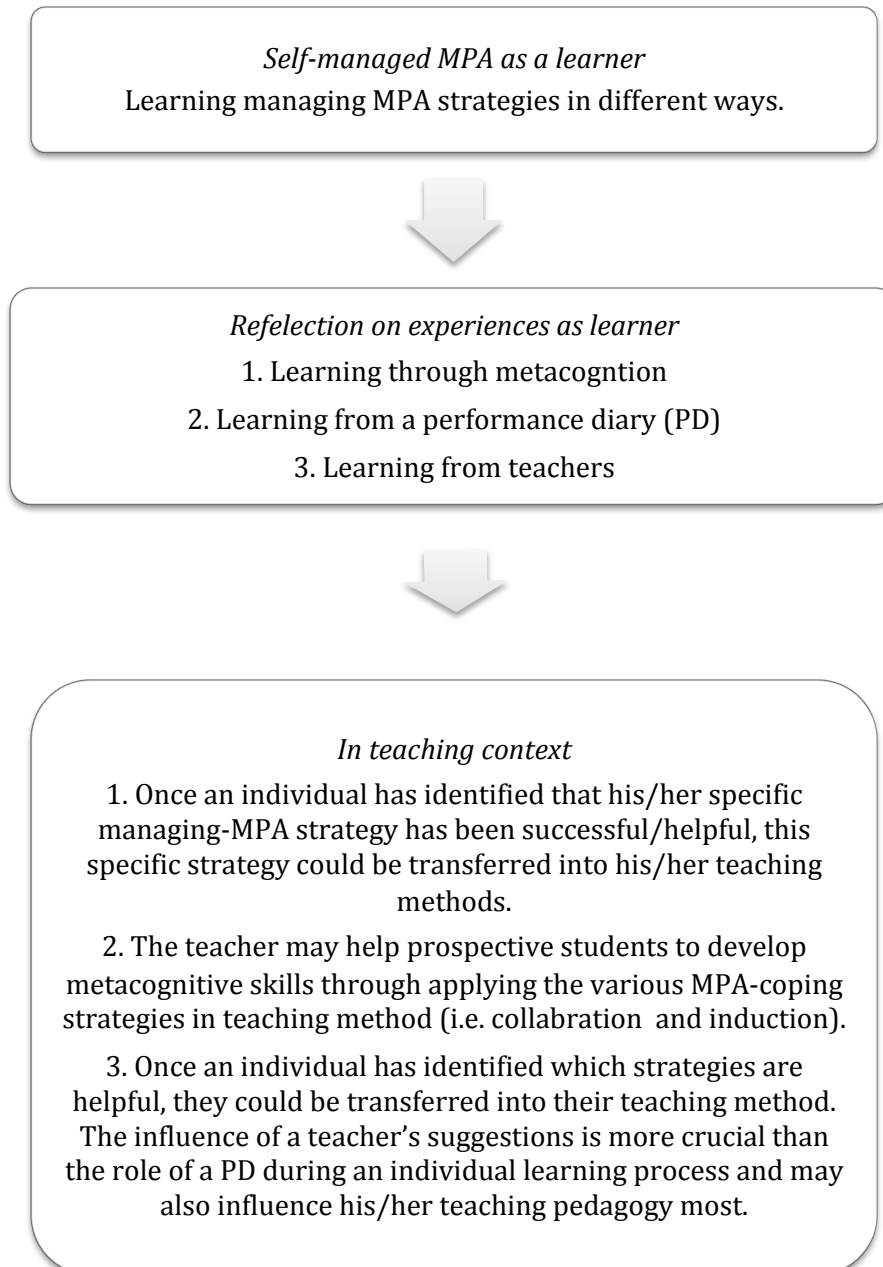 Self-managed MPA as a learner
Learning managing MPA strategies in different ways.
Refelection on experiences as learner
1. Learning through metacogntion
2. Learning from a performance diary (PD)
3. Learning from teachers
In teaching context
1. Once an individual has identified that his/her specific
managing-MPA strategy has been successful/helpful, this
specific strategy could be transferred into his/her teaching
methods.
2. The teacher may help prospective students to develop
metacognitive skills through applying the various MPA-coping
strategies in teaching method (i.e. collabration and induction).
3. Once an individual has identified which strategies are
helpful, they could be transferred into their teaching method.
The influence of a teacher's suggestions is more crucial than
the role of a PD during an individual learning process and may
also influence his/her teaching pedagogy most.